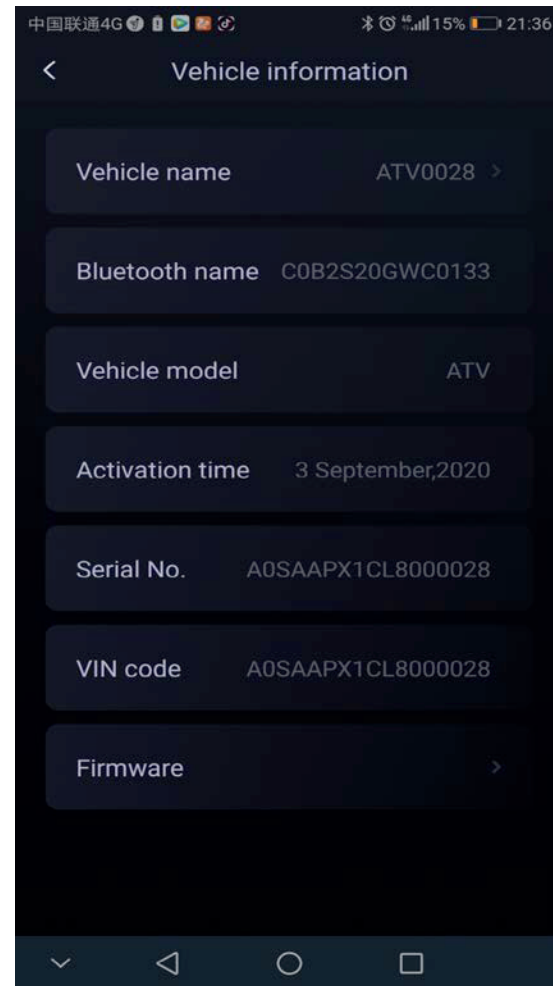 中国联通4G 15% 21:36
Vehicle information
Vehicle name ATV0028
Bluetooth name C0B2S20GWC0133
Vehicle model ATV
Activation time 3 September,2020
Serial No. A0SAAPX1CL8000028
VIN code A0SAAPX1CL8000028
Firmware